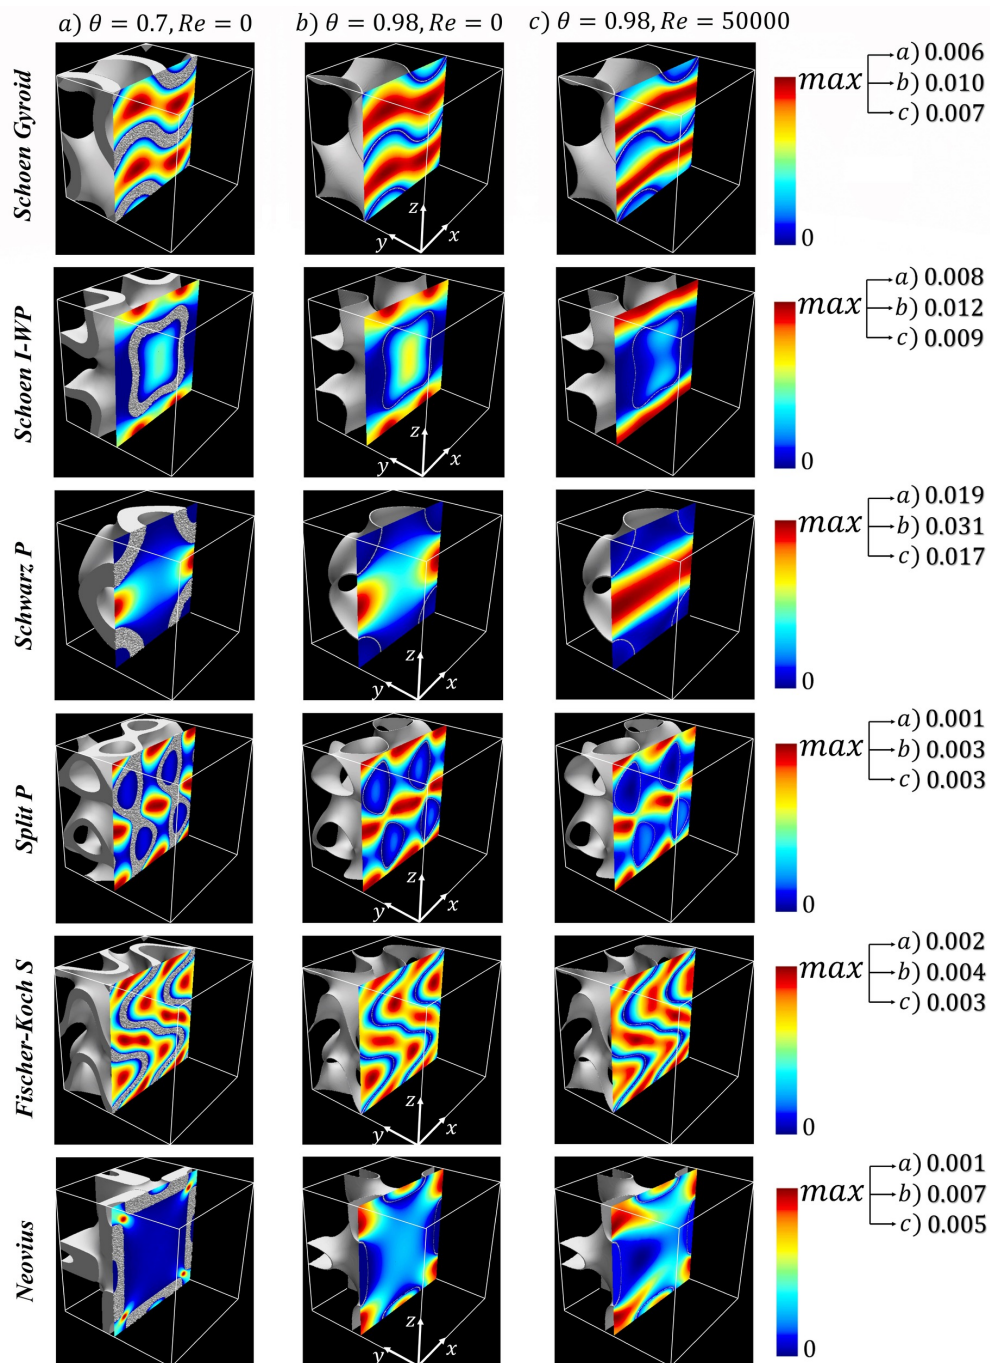 a) θ = 0.7, Re = 0 b) θ = 0.98, Re = 0 c) θ = 0.98, Re = 50000
Schoen Gyroid
z
y
x
max
a) 0.006
b) 0.010
c) 0.007
0
Schoen I-WP
z
y
x
max
a) 0.008
b) 0.012
c) 0.009
0
Schwarz P
z
y
x
max
a) 0.019
b) 0.031
c) 0.017
0
Split P
z
y
x
max
a) 0.001
b) 0.003
c) 0.003
0
Fischer-Koch S
z
y
x
max
a) 0.002
b) 0.004
c) 0.003
0
Neovius
z
y
x
max
a) 0.001
b) 0.007
c) 0.005
0